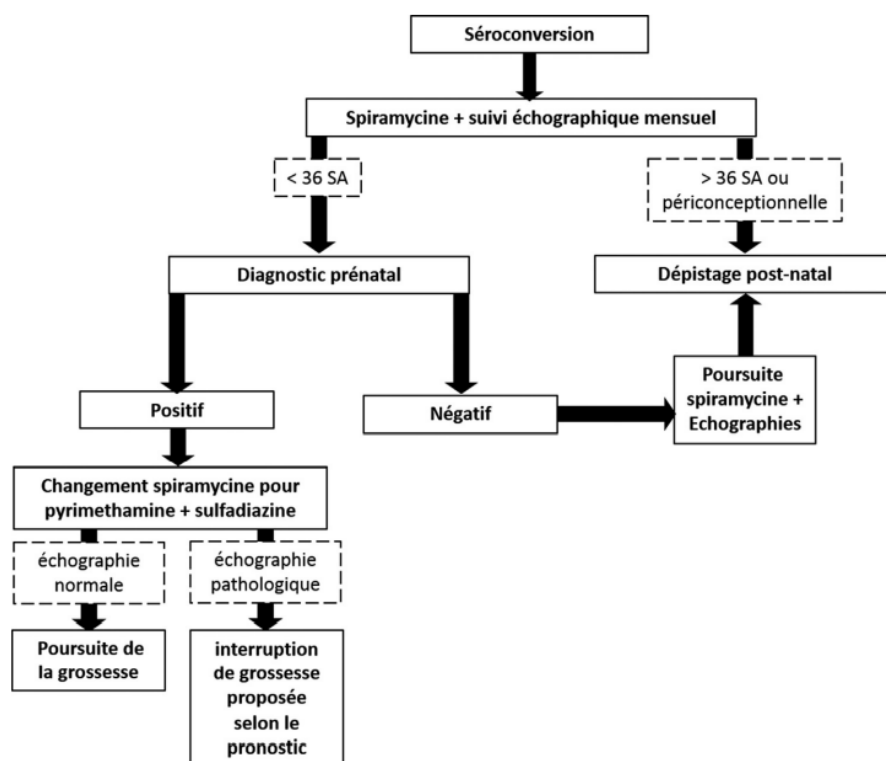 Séroconversion
Spiramycine + suivi échographique mensuel
< 36 SA
> 36 SA ou
périconceptionnelle
Diagnostic prénatal
Dépistage post-natal
Positif
Négatif
Poursuite
spiramycine +
Echographies
Changement spiramycine pour
pyrimethamine + sulfadiazine
échographie
normale
échographie
pathologique
Poursuite de
la grossesse
interruption
de grossesse
proposée
selon le
pronostic